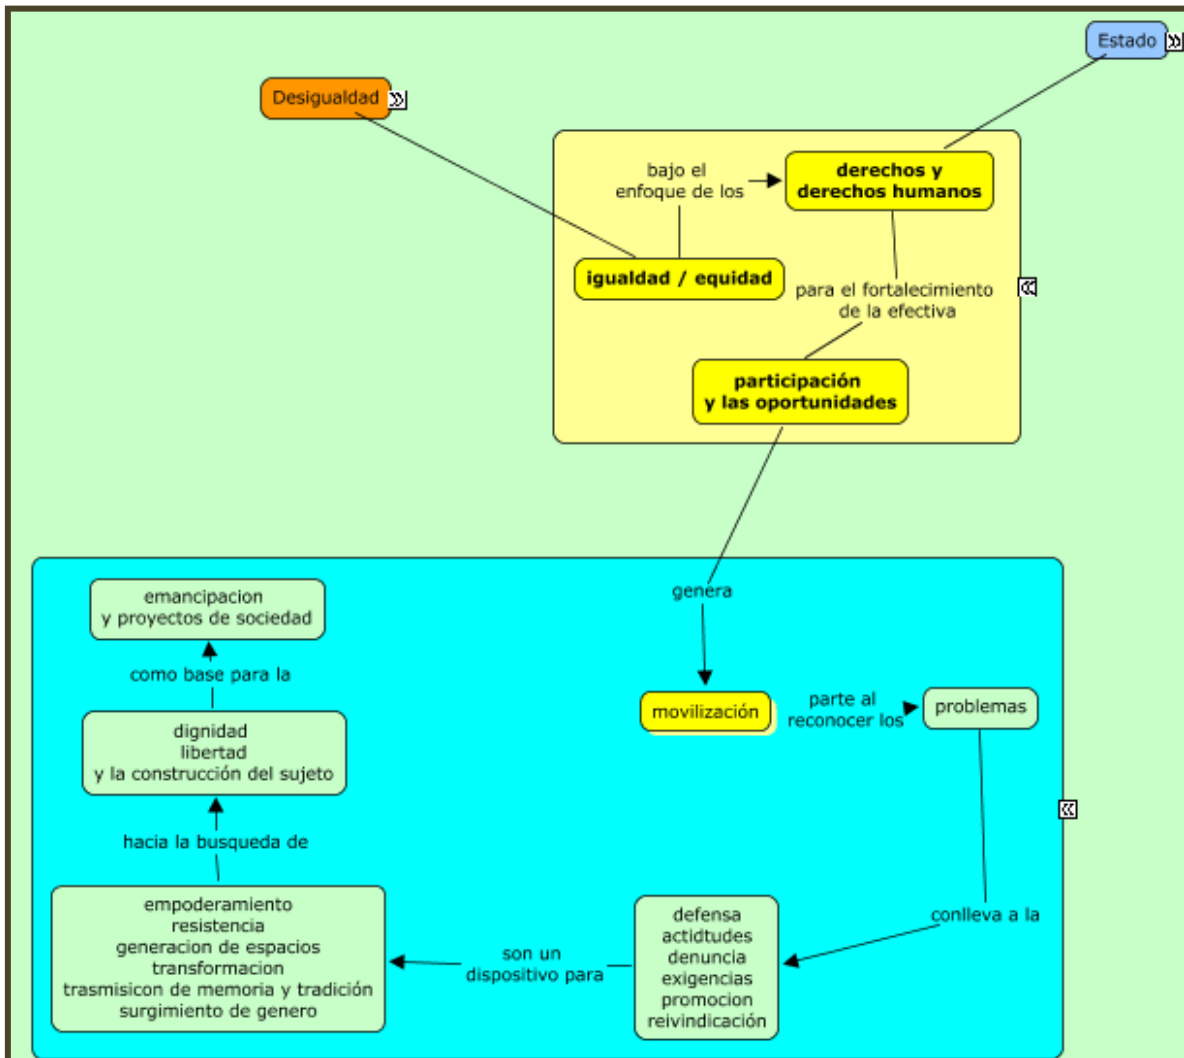 Estado
Desigualdad
bajo el
enfoque de los
derechos y
derechos humanos
igualdad / equidad
para el fortalecimiento
de la efectiva
participación
y las oportunidades
genera
movilización
parte al
reconocer los
problemas
conlleva a la
defensa
actidtudes
denuncia
exigencias
promocion
reivindicación
son un
dispositivo para
empoderamiento
resistencia
generacion de espacios
transformacion
trasmisicon de memoria y tradición
surgimiento de genero
hacia la busqueda de
dignidad
libertad
y la construcción del sujeto
como base para la
emancipacion
y proyectos de sociedad